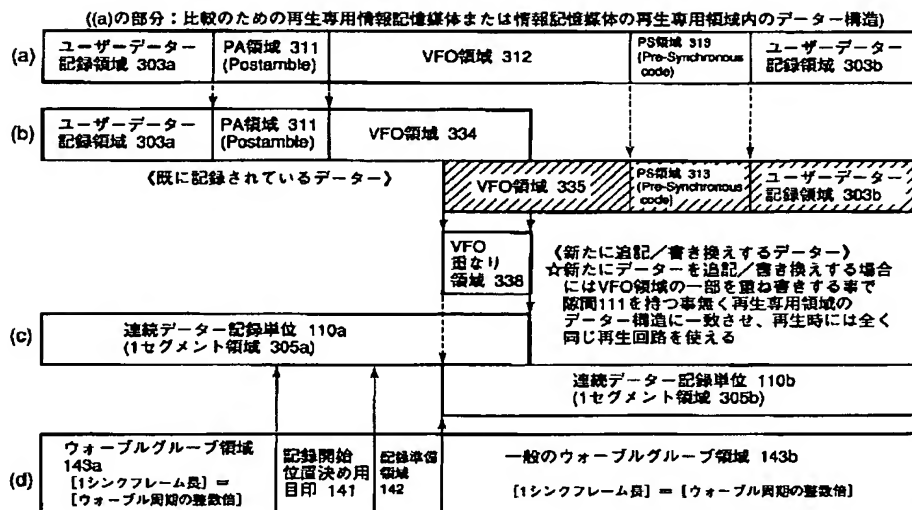 ((a)の部分：比較のための再生専用情報記憶媒体または情報記憶媒体の再生専用領域内のデーター構造)
(a)
ユーザーデーター
記録領域 303a
PA領域 311
(Postamble)
VFO領域 312
PS領域 313
(Pre-Synchronous
code)
ユーザーデーター
記録領域 303b
(b)
ユーザーデーター
記録領域 303a
PA領域 311
(Postamble)
VFO領域 334
《既に記録されているデーター》
VFO領域 335
PS領域 313
(Pre-Synchronous
code)
ユーザーデーター
記録領域 303b
VFO
重なり
領域 338
《新たに追記／書き換えするデーター》
☆新たにデーターを追記／書き換えする場合
にはVFO領域の一部を重ね書きする事で
隙間111を持つ事無く再生専用領域の
データー構造に一致させ、再生時には全く
同じ再生回路を使える
(c)
連続データー記録単位 110a
(1セグメント領域 305a)
連続データー記録単位 110b
(1セグメント領域 305b)
(d)
ウォーブルグルーブ領域
143a
[1シンクフレーム長] ＝
[ウォーブル周期の整数倍]
記録開始
位置決め用
目印 141
記録準備
領域
142
一般のウォーブルグルーブ領域 143b
[1シンクフレーム長] ＝ [ウォーブル周期の整数倍]